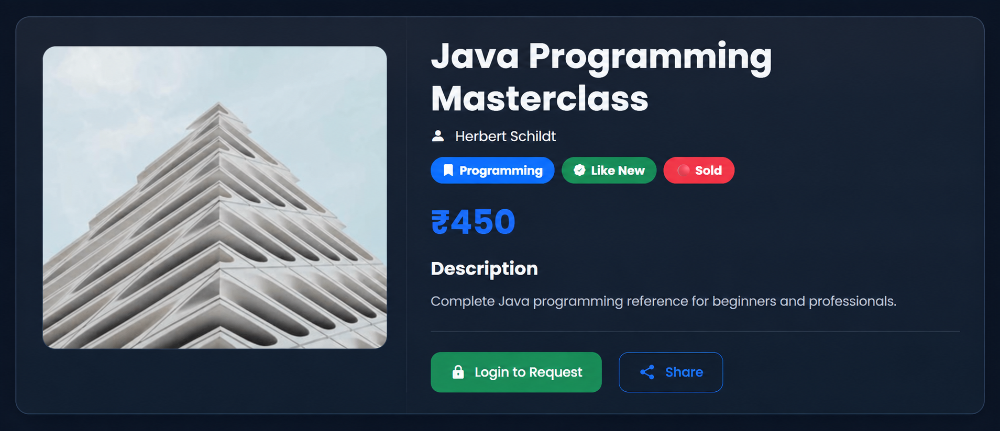 Java Programming
Masterclass
Herbert Schildt
Programming
Like New
Sold
₹450
Description
Complete Java programming reference for beginners and professionals.
Login to Request
Share